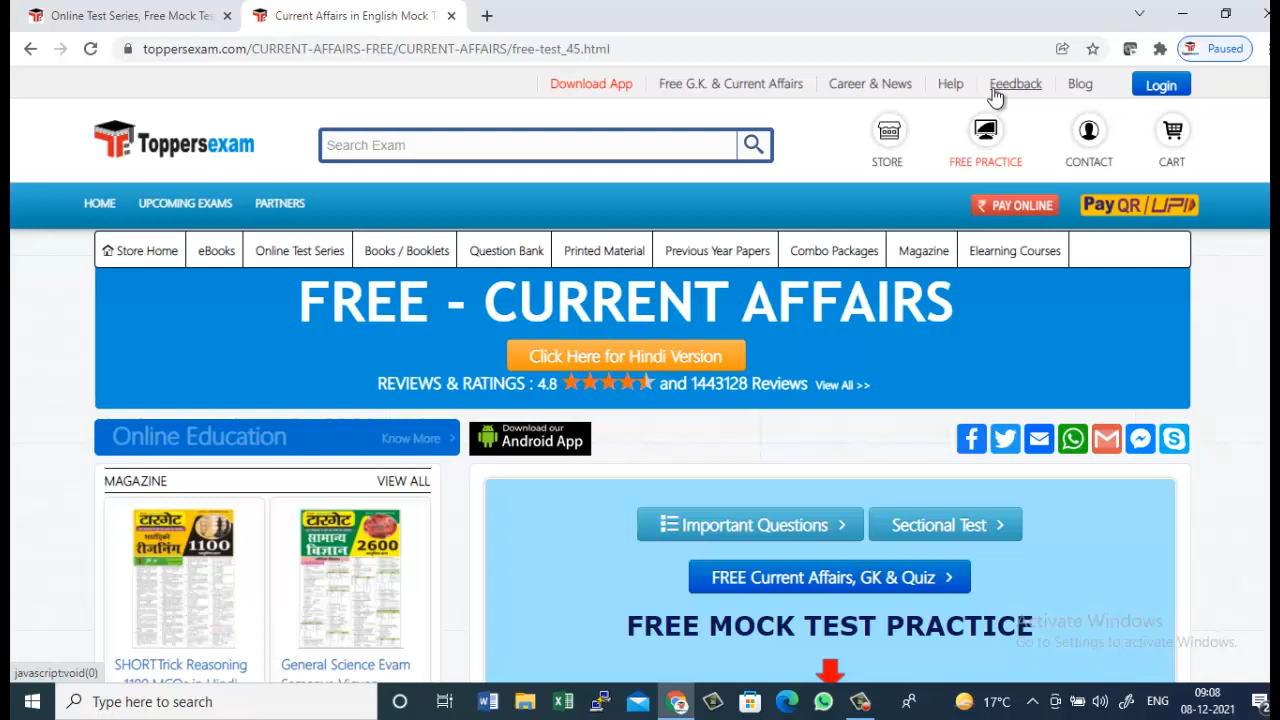 Online Test Series, Free Mock Tes
Current Affairs in English Mock T
toppersexam.com/CURRENT-AFFAIRS-FREE/CURRENT-AFFAIRS/free-test_45.html
Paused
Download App
Free G.K. & Current Affairs
Career & News
Help
Feedback
Blog
Login
Toppersexam
Search Exam
STORE
FREE PRACTICE
CONTACT
CART
HOME
UPCOMING EXAMS
PARTNERS
₹ PAY ONLINE
Pay QR / UPI
Store Home
eBooks
Online Test Series
Books / Booklets
Question Bank
Printed Material
Previous Year Papers
Combo Packages
Magazine
Elearning Courses
FREE - CURRENT AFFAIRS
Click Here for Hindi Version
REVIEWS & RATINGS : 4.8 and 1443128 Reviews View All >>
Online Education
Know More
Download our
Android App
MAGAZINE
VIEW ALL
टारगेट
रीजनिंग
1100
टारगेट
सामान्य
विज्ञान
2600
Important Questions
Sectional Test
FREE Current Affairs, GK & Quiz
FREE MOCK TEST PRACTICE
Activate Windows
Go to Settings to activate Windows.
SHORT Trick Reasoning
General Science Exam
javascript:void(0)
Type here to search
17°C
ENG
09:08
08-12-2021
2